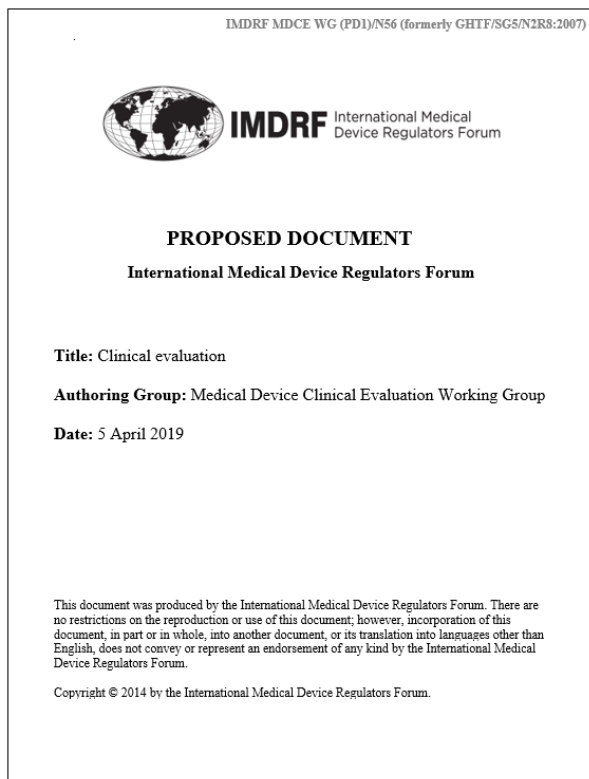 IMDRF MDCE WG (PD1)/N56 (formerly GHTF/SG5/N2R8:2007)
IMDRF International Medical
Device Regulators Forum
PROPOSED DOCUMENT
International Medical Device Regulators Forum
Title: Clinical evaluation
Authoring Group: Medical Device Clinical Evaluation Working Group
Date: 5 April 2019
This document was produced by the International Medical Device Regulators Forum. There are
no restrictions on the reproduction or use of this document; however, incorporation of this
document, in part or in whole, into another document, or its translation into languages other than
English, does not convey or represent an endorsement of any kind by the International Medical
Device Regulators Forum.
Copyright © 2014 by the International Medical Device Regulators Forum.